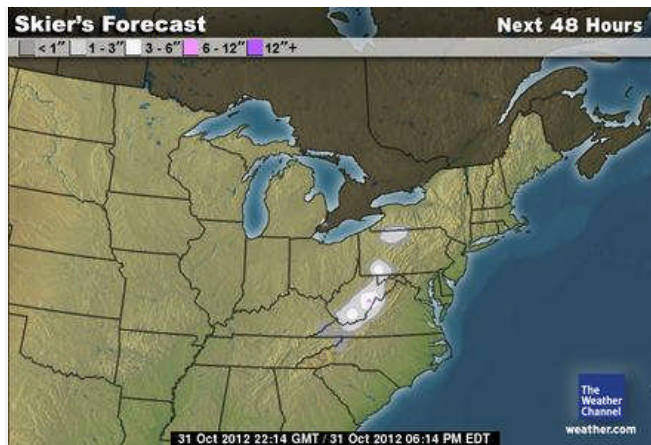 Skier's Forecast
Next 48 Hours
< 1" 1 - 3" 3 - 6" 6 - 12" 12"+
The
Weather
Channel
weather.com
31 Oct 2012 22:14 GMT / 31 Oct 2012 06:14 PM EDT